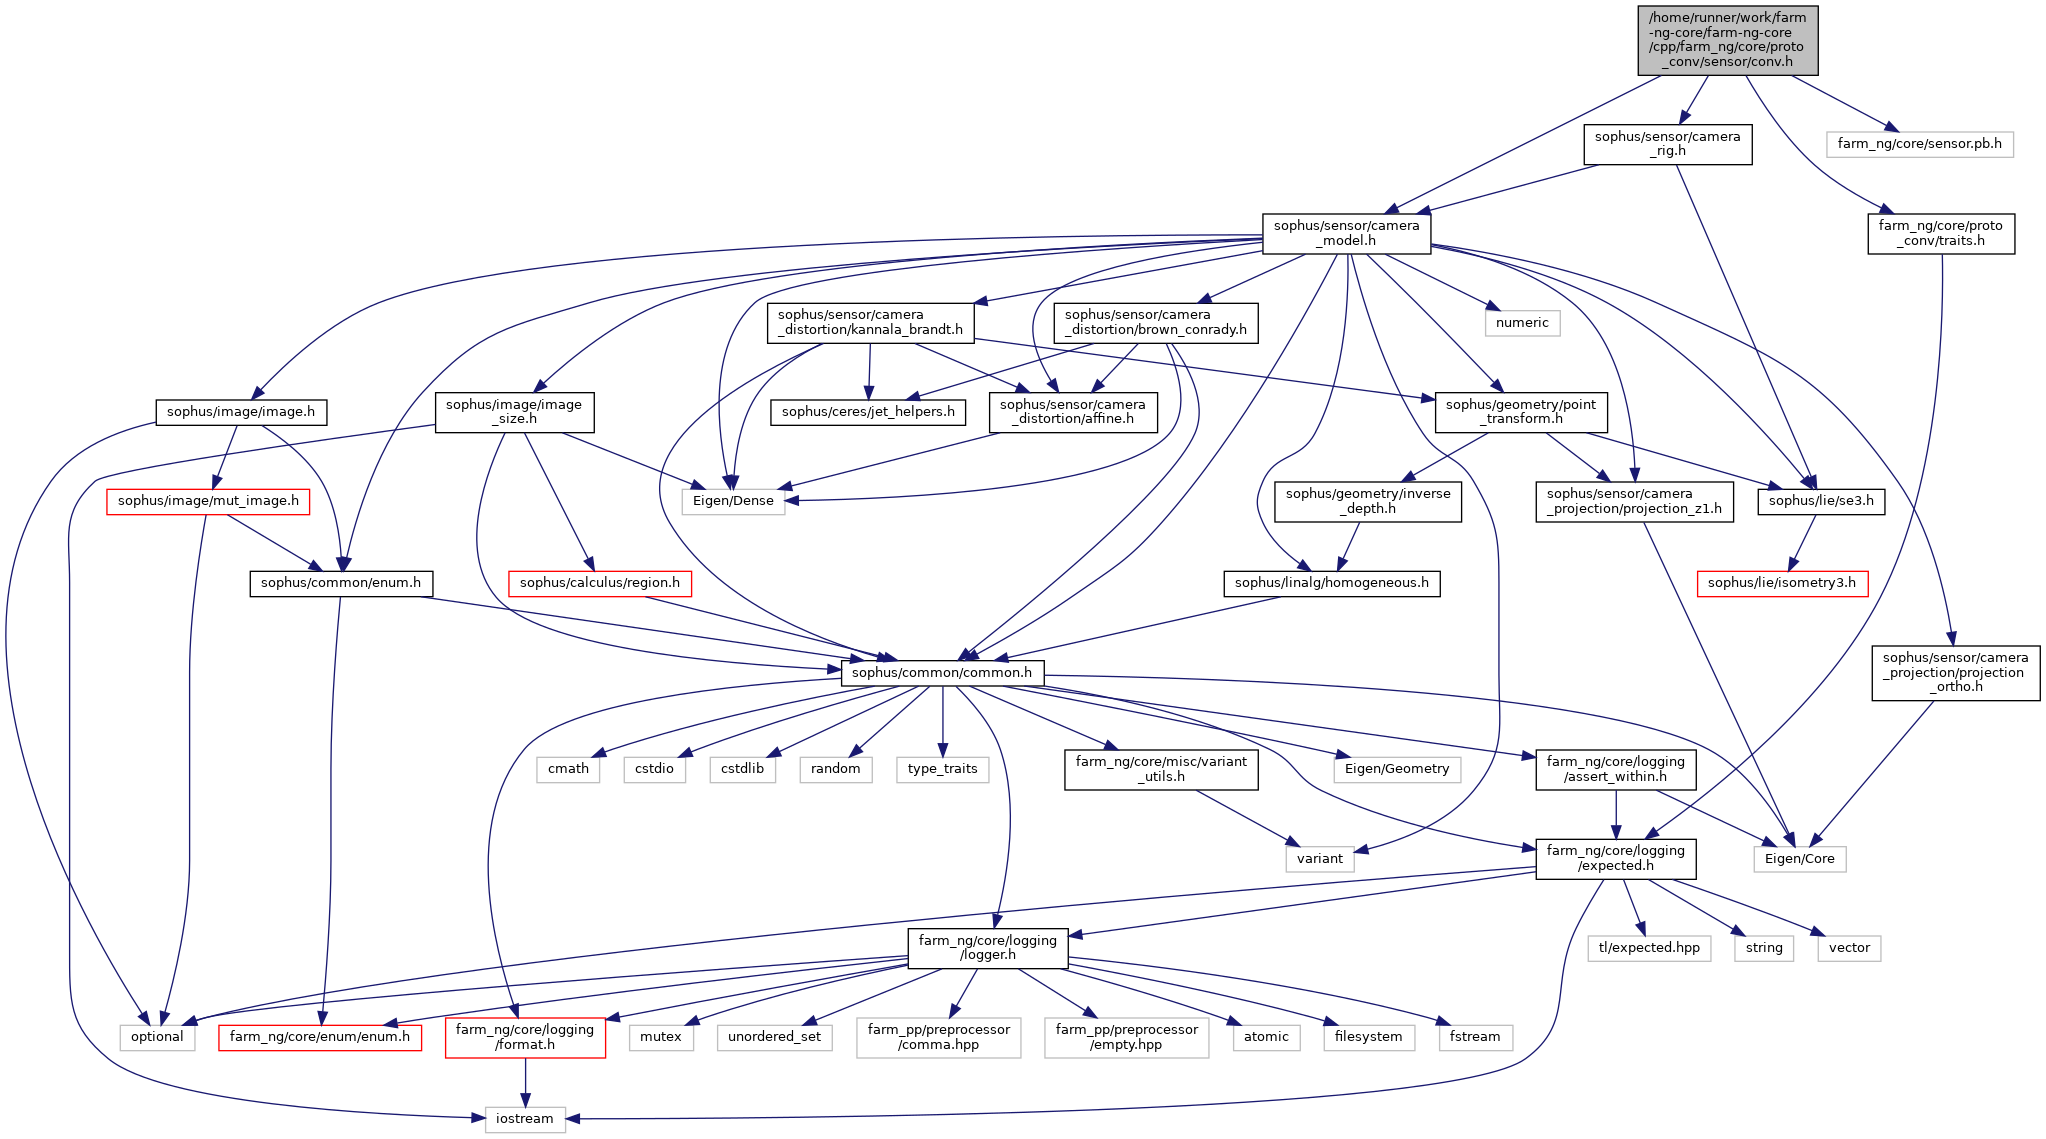 /home/runner/work/farm
-ng-core/farm-ng-core
/cpp/farm_ng/core/proto
_conv/sensor/conv.h
sophus/sensor/camera
_rig.h
farm_ng/core/sensor.pb.h
sophus/sensor/camera
_model.h
farm_ng/core/proto
_conv/traits.h
sophus/sensor/camera
_distortion/kannala_brandt.h
sophus/sensor/camera
_distortion/brown_conrady.h
numeric
sophus/image/image.h
sophus/image/image
_size.h
sophus/ceres/jet_helpers.h
sophus/sensor/camera
_distortion/affine.h
sophus/geometry/point
_transform.h
sophus/image/mut_image.h
Eigen/Dense
sophus/geometry/inverse
_depth.h
sophus/sensor/camera
_projection/projection_z1.h
sophus/lie/se3.h
sophus/common/enum.h
sophus/calculus/region.h
sophus/linalg/homogeneous.h
sophus/lie/isometry3.h
sophus/common/common.h
sophus/sensor/camera
_projection/projection
_ortho.h
cmath
cstdio
cstdlib
random
type_traits
farm_ng/core/misc/variant
_utils.h
Eigen/Geometry
farm_ng/core/logging
/assert_within.h
variant
farm_ng/core/logging
/expected.h
Eigen/Core
farm_ng/core/logging
/logger.h
tl/expected.hpp
string
vector
optional
farm_ng/core/enum/enum.h
farm_ng/core/logging
/format.h
mutex
unordered_set
farm_pp/preprocessor
/comma.hpp
farm_pp/preprocessor
/empty.hpp
atomic
filesystem
fstream
iostream